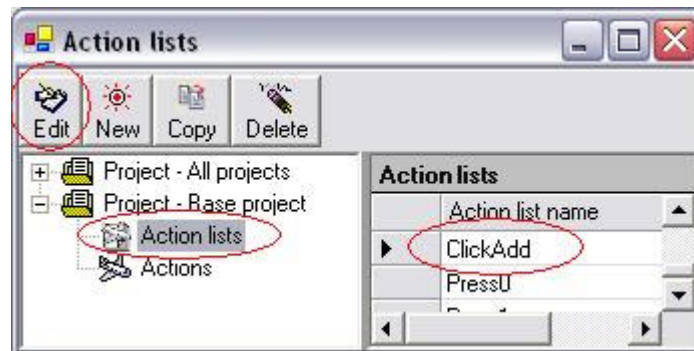 Action lists
Edit New Copy Delete
Project - All projects
Project - Base project
Action lists
Actions
Action lists
Action list name
ClickAdd
Press0